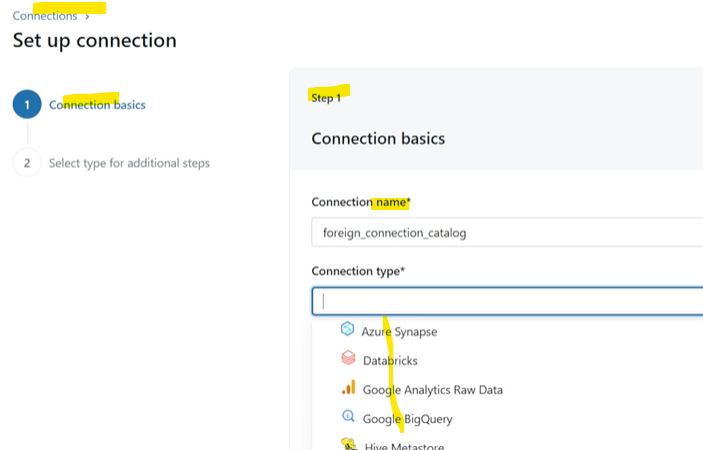 Connections >
Set up connection
1 Connection basics
2 Select type for additional steps
Step 1
Connection basics
Connection name*
foreign_connection_catalog
Connection type*
Azure Synapse
Databricks
Google Analytics Raw Data
Google BigQuery
Hive Metastore